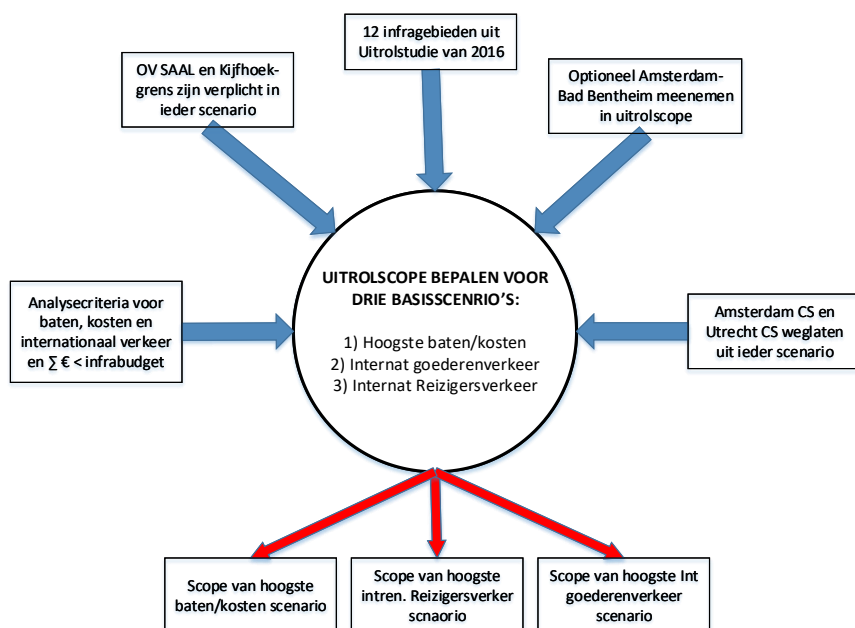 12 infragebieden uit
Uitrolstudie van 2016
OV SAAL en Kijfhoek-
grens zijn verplicht in
ieder scenario
Optioneel Amsterdam-
Bad Bentheim meenemen
in uitrolscope
UITROLSCOPE BEPALEN VOOR
DRIE BASISSCENRIO'S:
1) Hoogste baten/kosten
2) Internat goederenverkeer
3) Internat Reizigersverkeer
Analysecriteria voor
baten, kosten en
internationaal verkeer
en ∑ € < infrabudget
Amsterdam CS en
Utrecht CS weglaten
uit ieder scenario
Scope van hoogste
baten/kosten scenario
Scope van hoogste
intren. Reizigersverker
scnaorio
Scope van hoogste Int
goederenverkeer
scenario